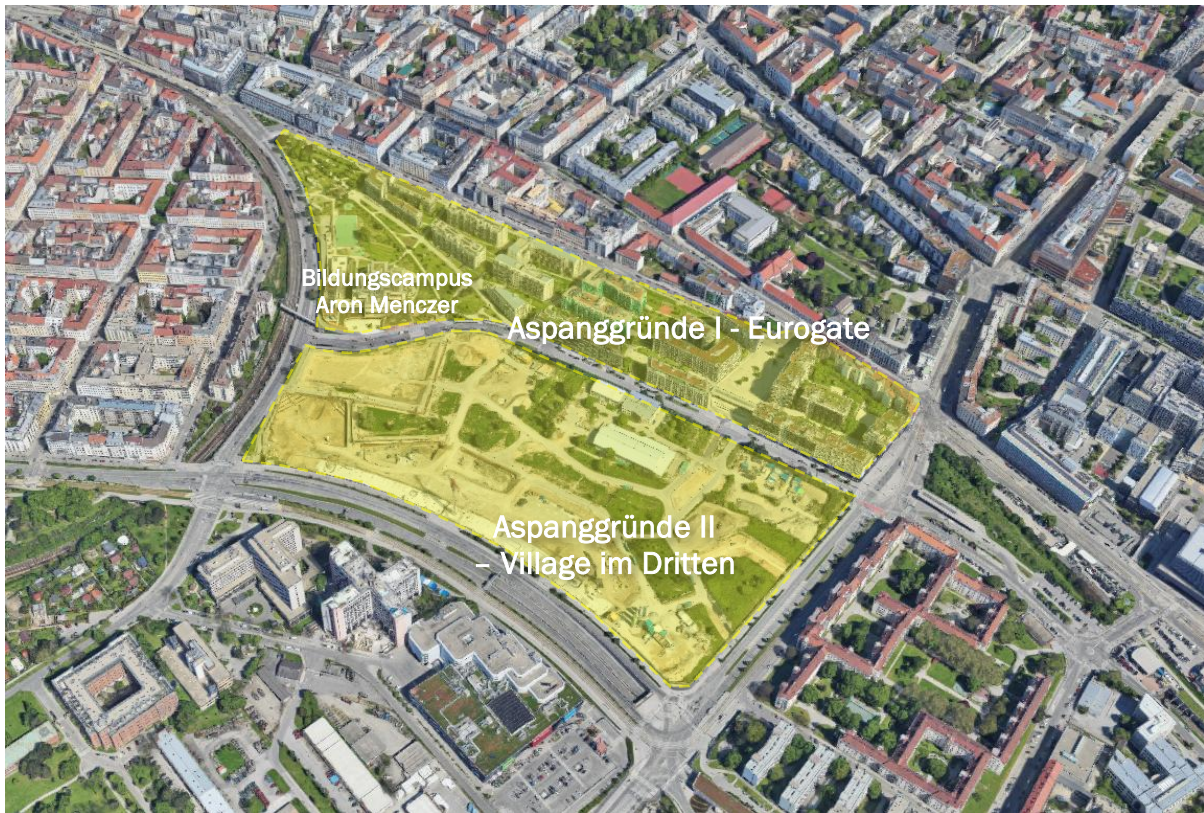 Bildungscampus
Aron Menczer
Aspanggründe I - Eurogate
Aspanggründe II
– Village im Dritten